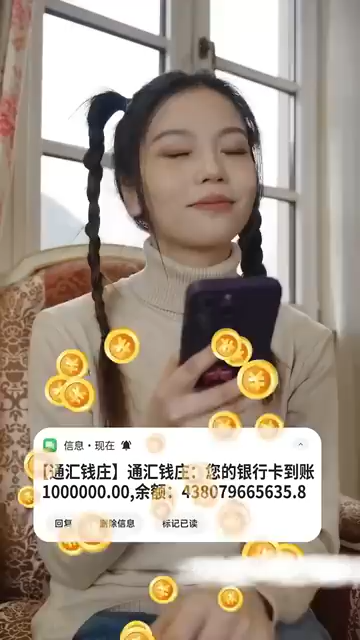 信息·现在
【通汇钱庄】通汇钱庄：您的银行卡到账
1000000.00,余额：438079665635.8
回复 删除信息 标记已读